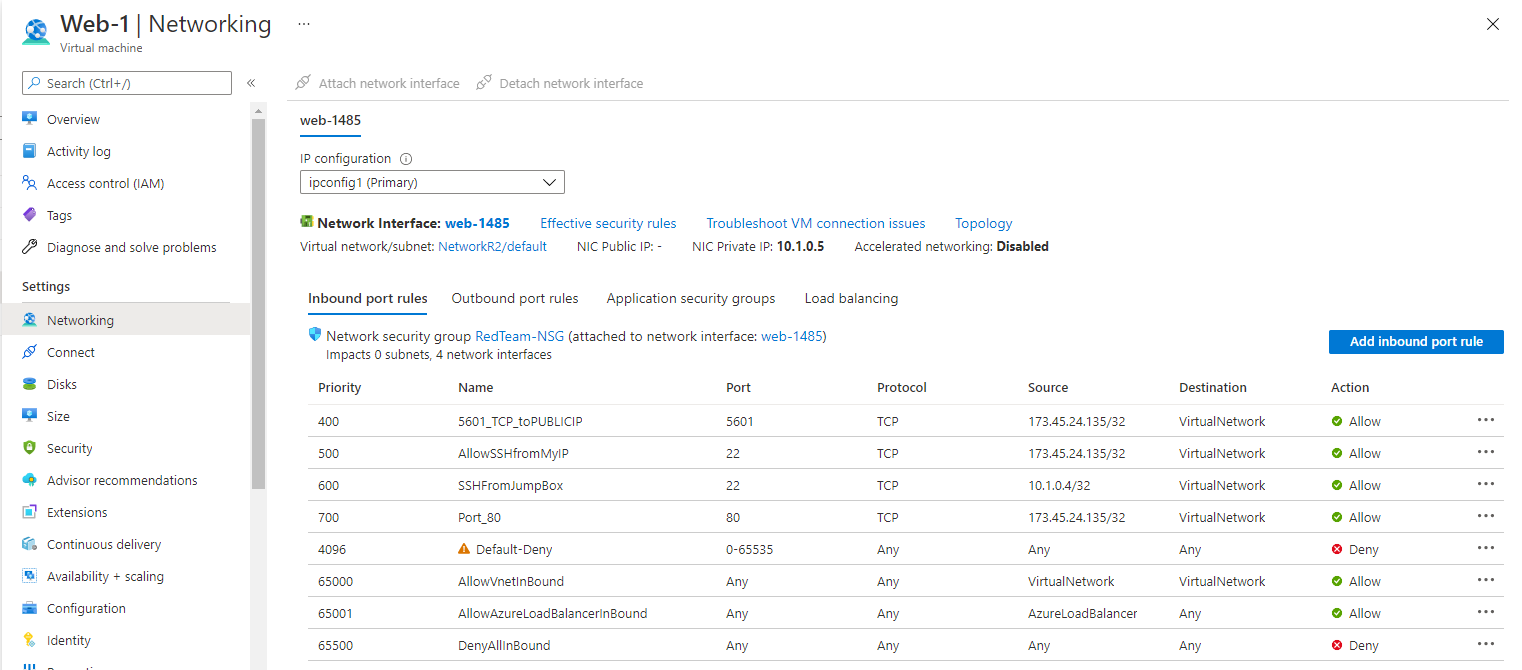 Web-1 | Networking ...
Virtual machine
Search (Ctrl+/) «
Overview
Activity log
Access control (IAM)
Tags
Diagnose and solve problems
Settings
Networking
Connect
Disks
Size
Security
Advisor recommendations
Extensions
Continuous delivery
Availability + scaling
Configuration
Identity
Attach network interface Detach network interface
web-1485
IP configuration
ipconfig1 (Primary)
Network Interface: web-1485 Effective security rules Troubleshoot VM connection issues Topology
Virtual network/subnet: NetworkR2/default NIC Public IP: - NIC Private IP: 10.1.0.5 Accelerated networking: Disabled
Inbound port rules Outbound port rules Application security groups Load balancing
Network security group RedTeam-NSG (attached to network interface: web-1485)
Impacts 0 subnets, 4 network interfaces
Add inbound port rule
Priority Name Port Protocol Source Destination Action
400 5601_TCP_toPUBLICIP 5601 TCP 173.45.24.135/32 VirtualNetwork Allow ...
500 AllowSSHfromMyIP 22 TCP 173.45.24.135/32 VirtualNetwork Allow ...
600 SSHFromJumpBox 22 TCP 10.1.0.4/32 VirtualNetwork Allow ...
700 Port_80 80 TCP 173.45.24.135/32 VirtualNetwork Allow ...
4096 Default-Deny 0-65535 Any Any Any Deny ...
65000 AllowVnetInBound Any Any VirtualNetwork VirtualNetwork Allow ...
65001 AllowAzureLoadBalancerInBound Any Any AzureLoadBalancer Any Allow ...
65500 DenyAllInBound Any Any Any Any Deny ...